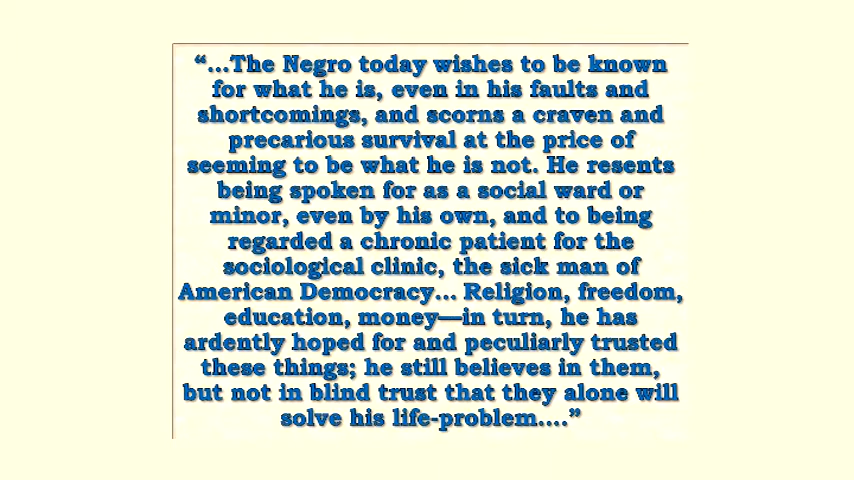 “...The Negro today wishes to be known
for what he is, even in his faults and
shortcomings, and scorns a craven and
precarious survival at the price of
seeming to be what he is not. He resents
being spoken for as a social ward or
minor, even by his own, and to being
regarded a chronic patient for the
sociological clinic, the sick man of
American Democracy... Religion, freedom,
education, money—in turn, he has
ardently hoped for and peculiarly trusted
these things; he still believes in them,
but not in blind trust that they alone will
solve his life-problem....”